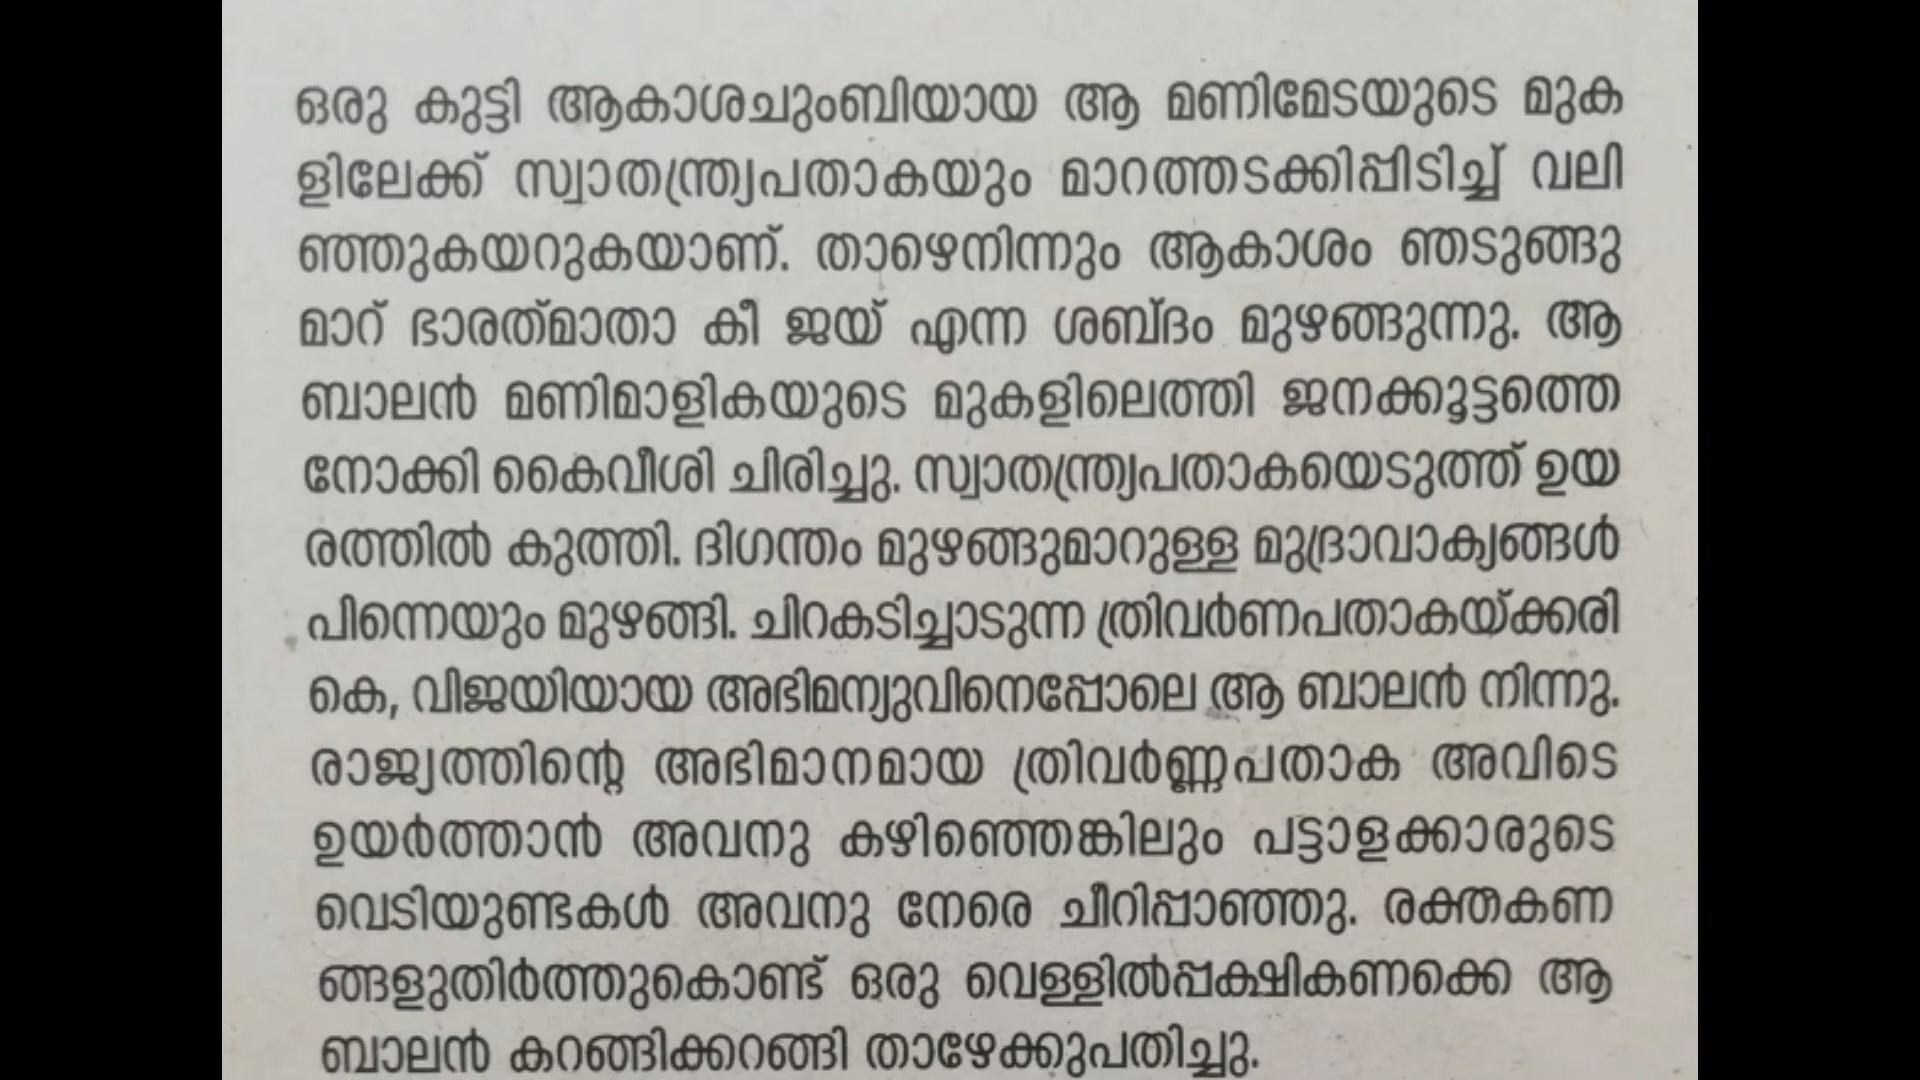 ഒരു കുട്ടി ആകാശചുംബിയായ ആ മണിമേടയുടെ മുക
ളിലേക്ക് സ്വാതന്ത്ര്യപതാകയും മാറത്തടക്കിപ്പിടിച്ച് വലി
ഞ്ഞുകയറുകയാണ്. താഴെനിന്നും ആകാശം ഞടുങ്ങു
മാറ് ഭാരത്‌മാതാ കീ ജയ് എന്ന ശബ്ദം മുഴങ്ങുന്നു. ആ
ബാലൻ മണിമാളികയുടെ മുകളിലെത്തി ജനക്കൂട്ടത്തെ
നോക്കി കൈവീശി ചിരിച്ചു. സ്വാതന്ത്ര്യപതാകയെടുത്ത് ഉയ
രത്തിൽ കുത്തി. ദിഗന്തം മുഴങ്ങുമാറുള്ള മുദ്രാവാക്യങ്ങൾ
പിന്നെയും മുഴങ്ങി. ചിറകടിച്ചാടുന്ന ത്രിവർണപതാകയ്ക്കരി
കെ, വിജയിയായ അഭിമന്യുവിനെപ്പോലെ ആ ബാലൻ നിന്നു.
രാജ്യത്തിന്റെ അഭിമാനമായ ത്രിവർണ്ണപതാക അവിടെ
ഉയർത്താൻ അവനു കഴിഞ്ഞെങ്കിലും പട്ടാളക്കാരുടെ
വെടിയുണ്ടകൾ അവനു നേരെ ചീറിപ്പാഞ്ഞു. രക്തകണ
ങ്ങളുതിർത്തുകൊണ്ട് ഒരു വെള്ളിൽപ്പക്ഷികണക്കെ ആ
ബാലൻ കറങ്ങിക്കറങ്ങി താഴേക്കുപതിച്ചു.